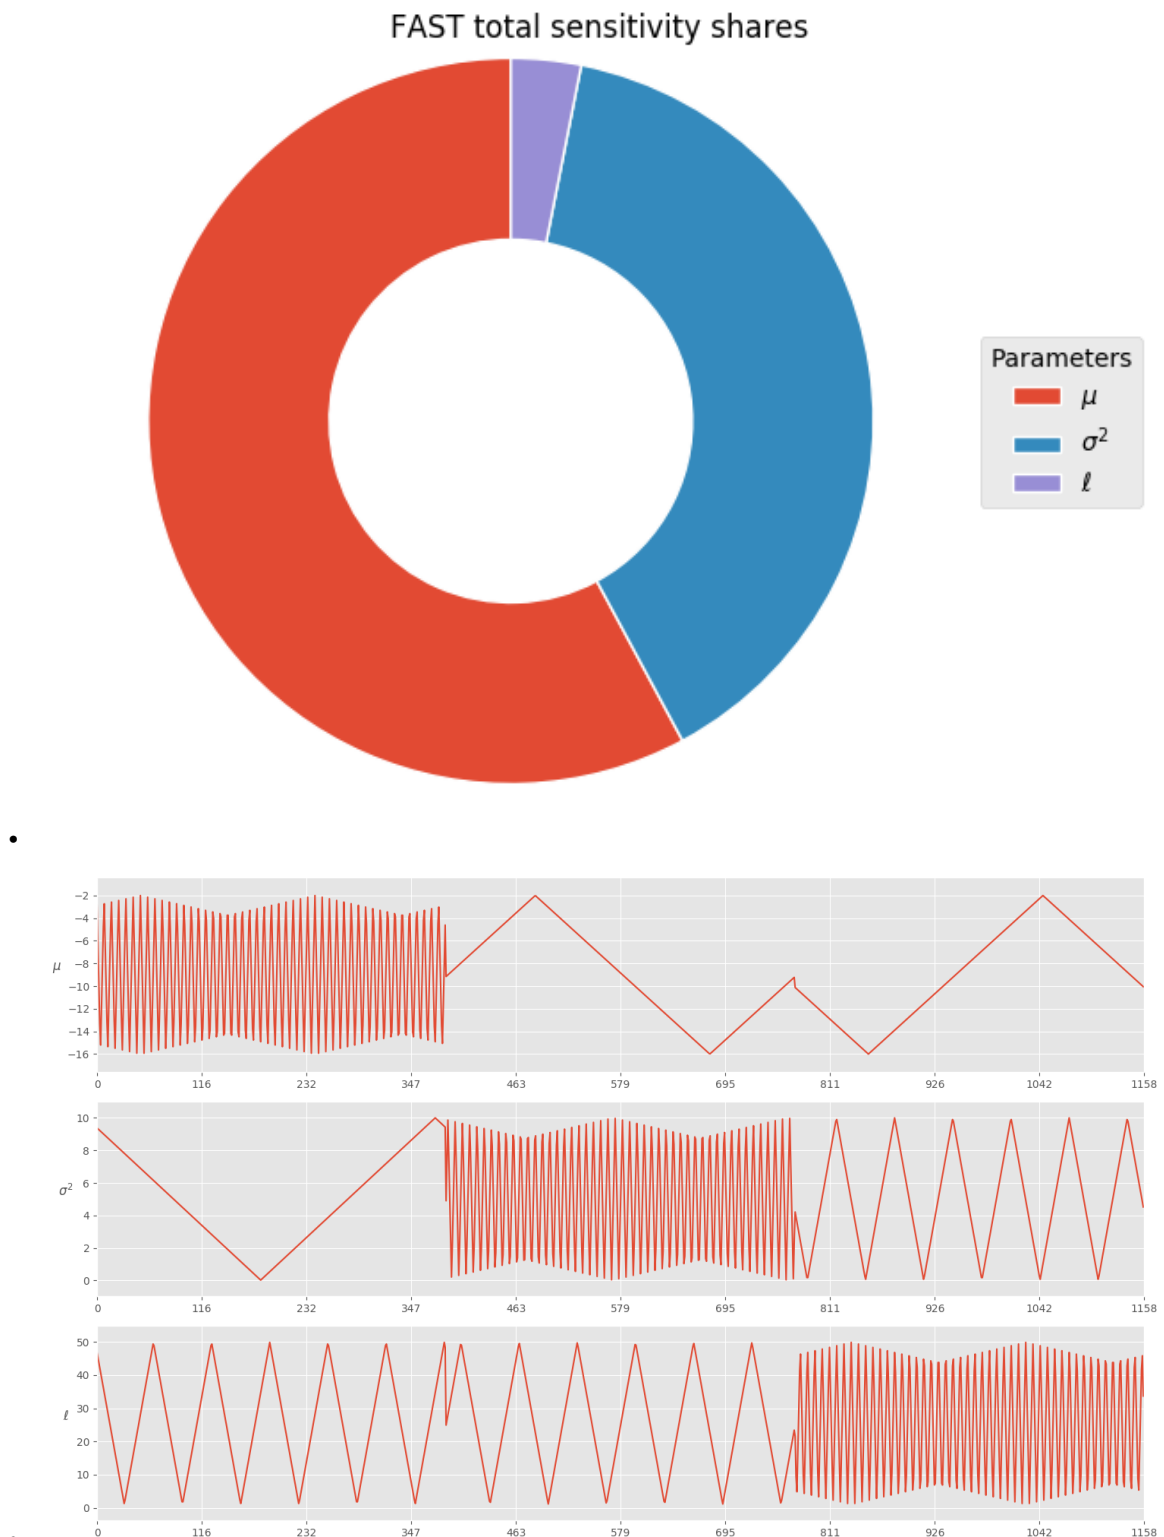 FAST total sensitivity shares
Parameters
μ
σ²
ℓ
•
−2
−4
−6
μ −8
−10
−12
−14
−16
0 116 232 347 463 579 695 811 926 1042 1158
10
8
6
σ²
4
2
0
0 116 232 347 463 579 695 811 926 1042 1158
50
40
30
ℓ
20
10
0
0 116 232 347 463 579 695 811 926 1042 1158